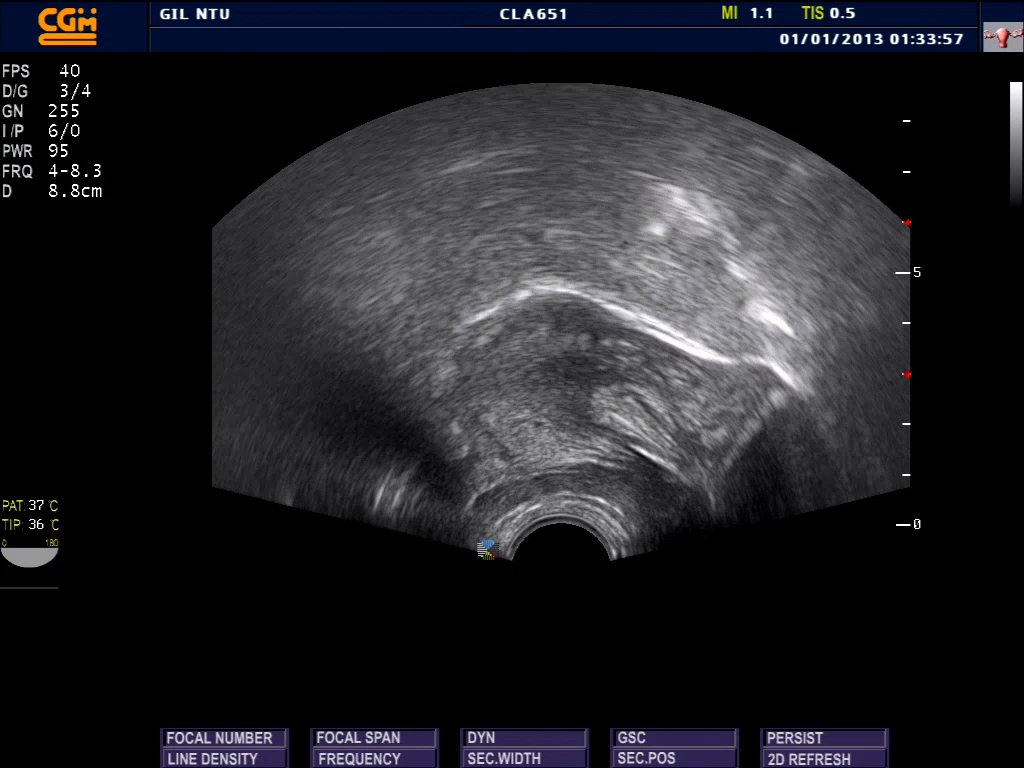 CGM
GIL NTU
CLA651
MI 1.1 TIS 0.5
01/01/2013 01:33:57
FPS 40
D/G 3/4
GN 255
I/P 6/0
PWR 95
FRQ 4-8.3
D 8.8cm
5
PAT: 37 °C
TIP: 36 °C
0 180
0
FOCAL NUMBER FOCAL SPAN DYN GSC PERSIST
LINE DENSITY FREQUENCY SEC.WIDTH SEC.POS 2D REFRESH